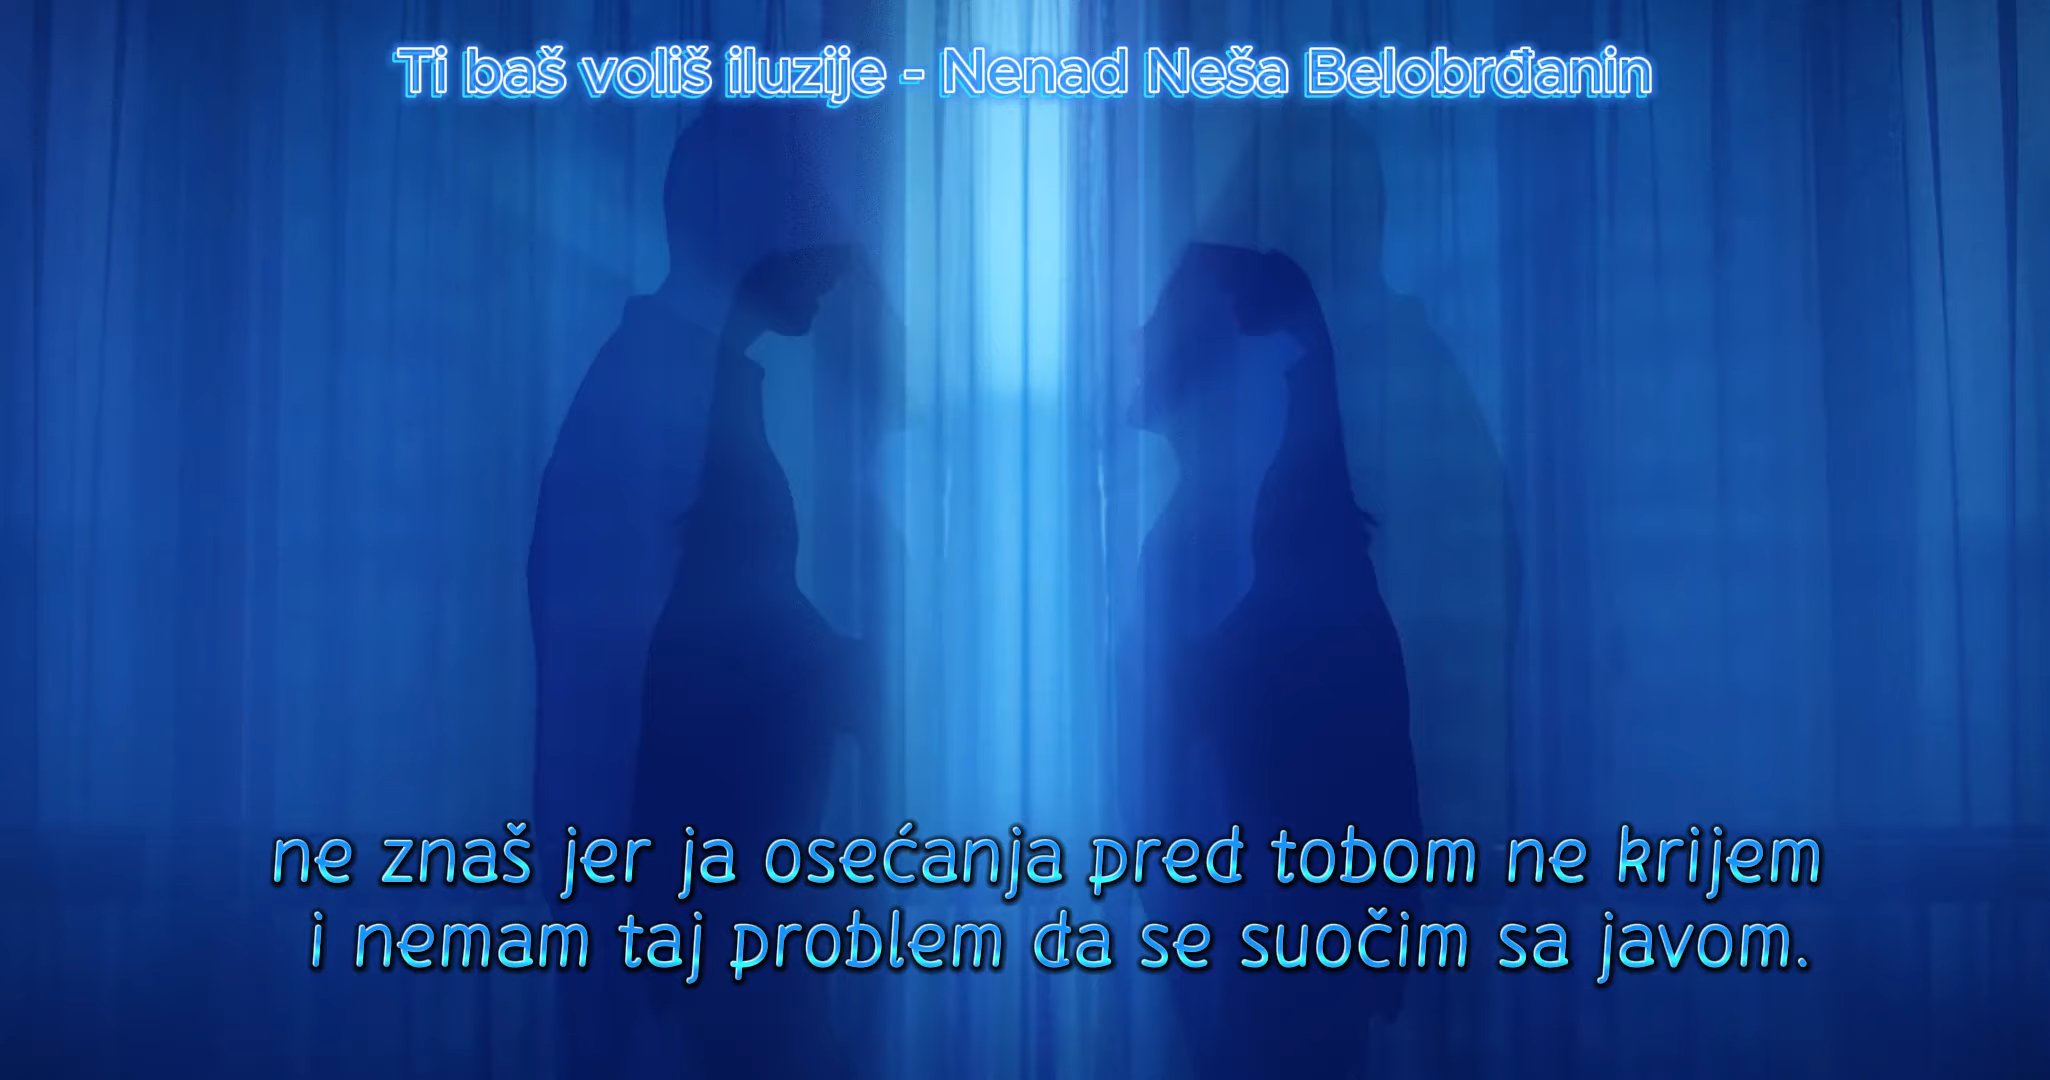 Ti baš voliš iluzije - Nenad Neša Belobrđanin
ne znaš jer ja osećanja pred tobom ne krijem
i nemam taj problem da se suočim sa javom.